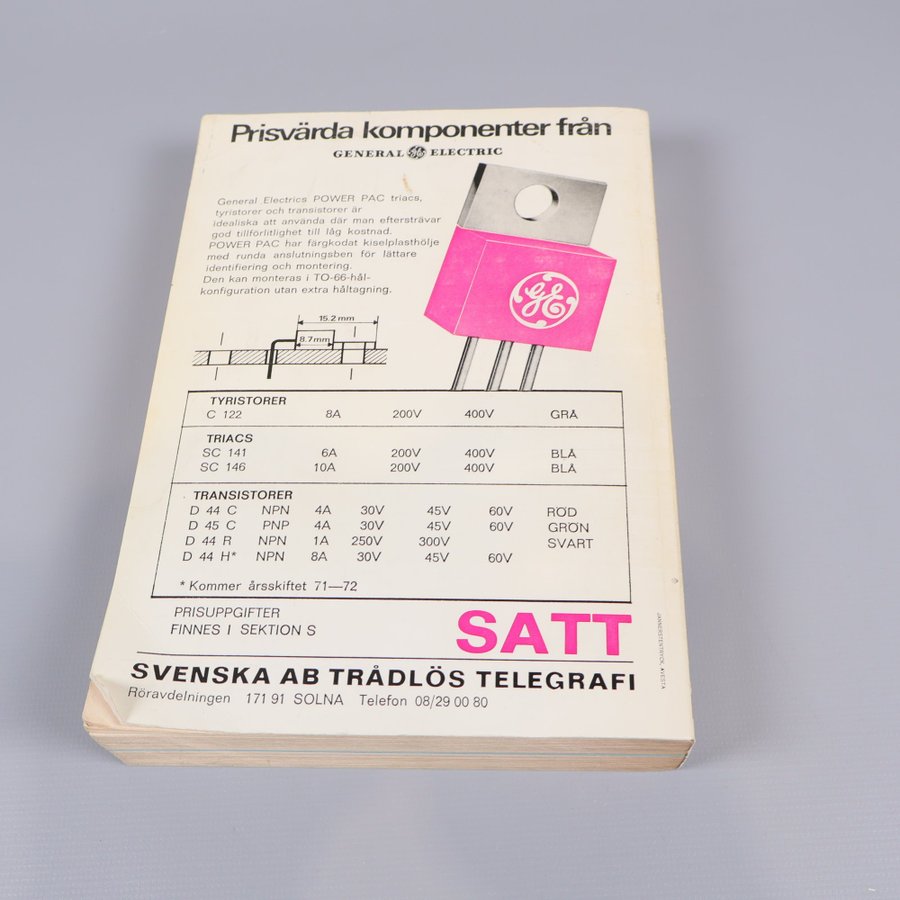 Prisvärda komponenter från
GENERAL GE ELECTRIC
General Electrics POWER PAC triacs,
tyristorer och transistorer är
idealiska att använda där man eftersträvar
god tillförlitlighet till låg kostnad.
POWER PAC har färgkodat kiselplasthölje
med runda anslutningsben för lättare
identifiering och montering.
Den kan monteras i TO-66-hål-
konfiguration utan extra håltagning.
GE
15.2 mm
8.7mm
TYRISTORER
C 122 8A 200V 400V GRÅ
TRIACS
SC 141 6A 200V 400V BLÅ
SC 146 10A 200V 400V BLÅ
TRANSISTORER
D 44 C NPN 4A 30V 45V 60V RÖD
D 45 C PNP 4A 30V 45V 60V GRÖN
D 44 R NPN 1A 250V 300V SVART
D 44 H* NPN 8A 30V 45V 60V
* Kommer årsskiftet 71—72
PRISUPPGIFTER
FINNES I SEKTION S
SATT
SVENSKA AB TRÅDLÖS TELEGRAFI
Röravdelningen 171 91 SOLNA Telefon 08/29 00 80
AVESTA